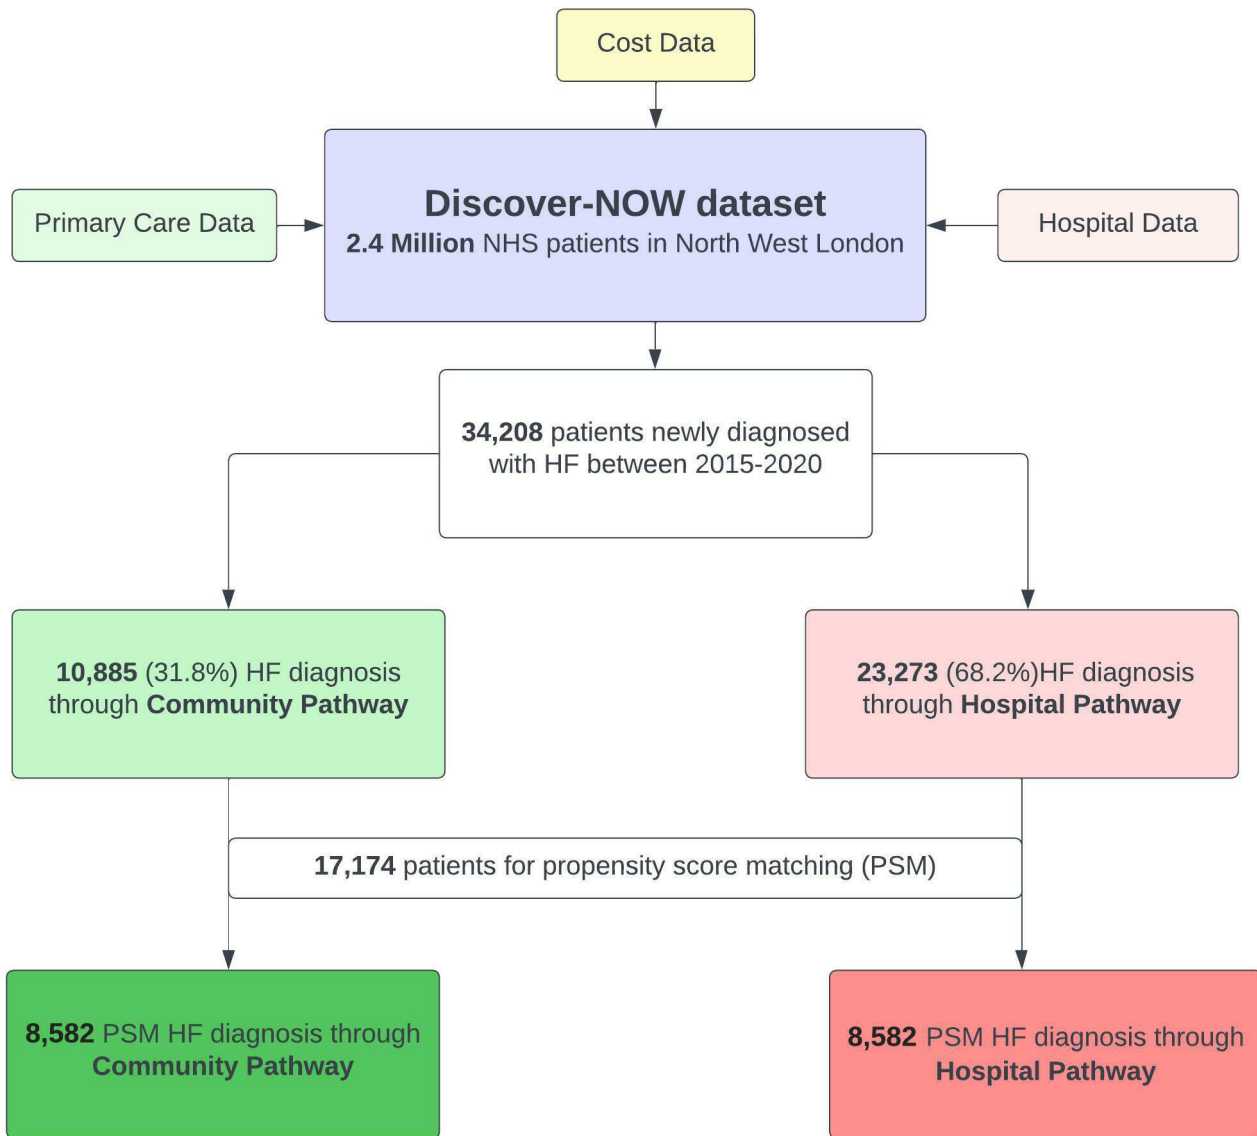 Cost Data
Primary Care Data
Discover-NOW dataset
2.4 Million NHS patients in North West London
Hospital Data
34,208 patients newly diagnosed
with HF between 2015-2020
10,885 (31.8%) HF diagnosis
through Community Pathway
23,273 (68.2%)HF diagnosis
through Hospital Pathway
17,174 patients for propensity score matching (PSM)
8,582 PSM HF diagnosis through
Community Pathway
8,582 PSM HF diagnosis through
Hospital Pathway